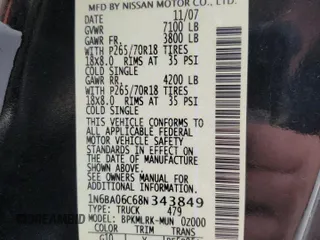 MFD BY NISSAN MOTOR CO., LTD.
DATE 11/07
GVWR 7100 LB
GAWR FR. 3800 LB
WITH P265/70R18 TIRES
18X8.0 RIMS AT 35 PSI
COLD SINGLE
GAWR RR. 4200 LB
WITH P265/70R18 TIRES
18X8.0 RIMS AT 35 PSI
COLD SINGLE
THIS VEHICLE CONFORMS TO
ALL APPLICABLE FEDERAL
MOTOR VEHICLE SAFETY
STANDARDS IN EFFECT ON
THE DATE OF MANUFACTURE
SHOWN ABOVE.
SEE OWNERS MANUAL FOR
ADDITIONAL INFORMATION
1N6BA06C68N343849
TYPE: TRUCK 479
MODEL: BPKMLRK-MUN 02000
COLOR TRIM TRANS
G10